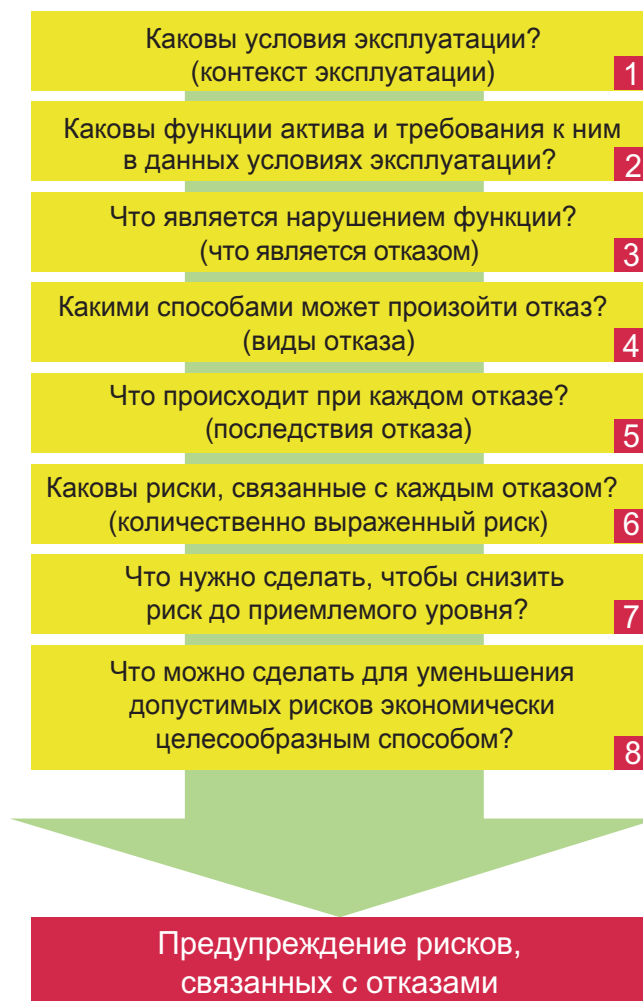 Каковы условия эксплуатации?
(контекст эксплуатации)
1
Каковы функции актива и требования к ним
в данных условиях эксплуатации?
2
Что является нарушением функции?
(что является отказом)
3
Какими способами может произойти отказ?
(виды отказа)
4
Что происходит при каждом отказе?
(последствия отказа)
5
Каковы риски, связанные с каждым отказом?
(количественно выраженный риск)
6
Что нужно сделать, чтобы снизить
риск до приемлемого уровня?
7
Что можно сделать для уменьшения
допустимых рисков экономически
целесообразным способом?
8
Предупреждение рисков,
связанных с отказами